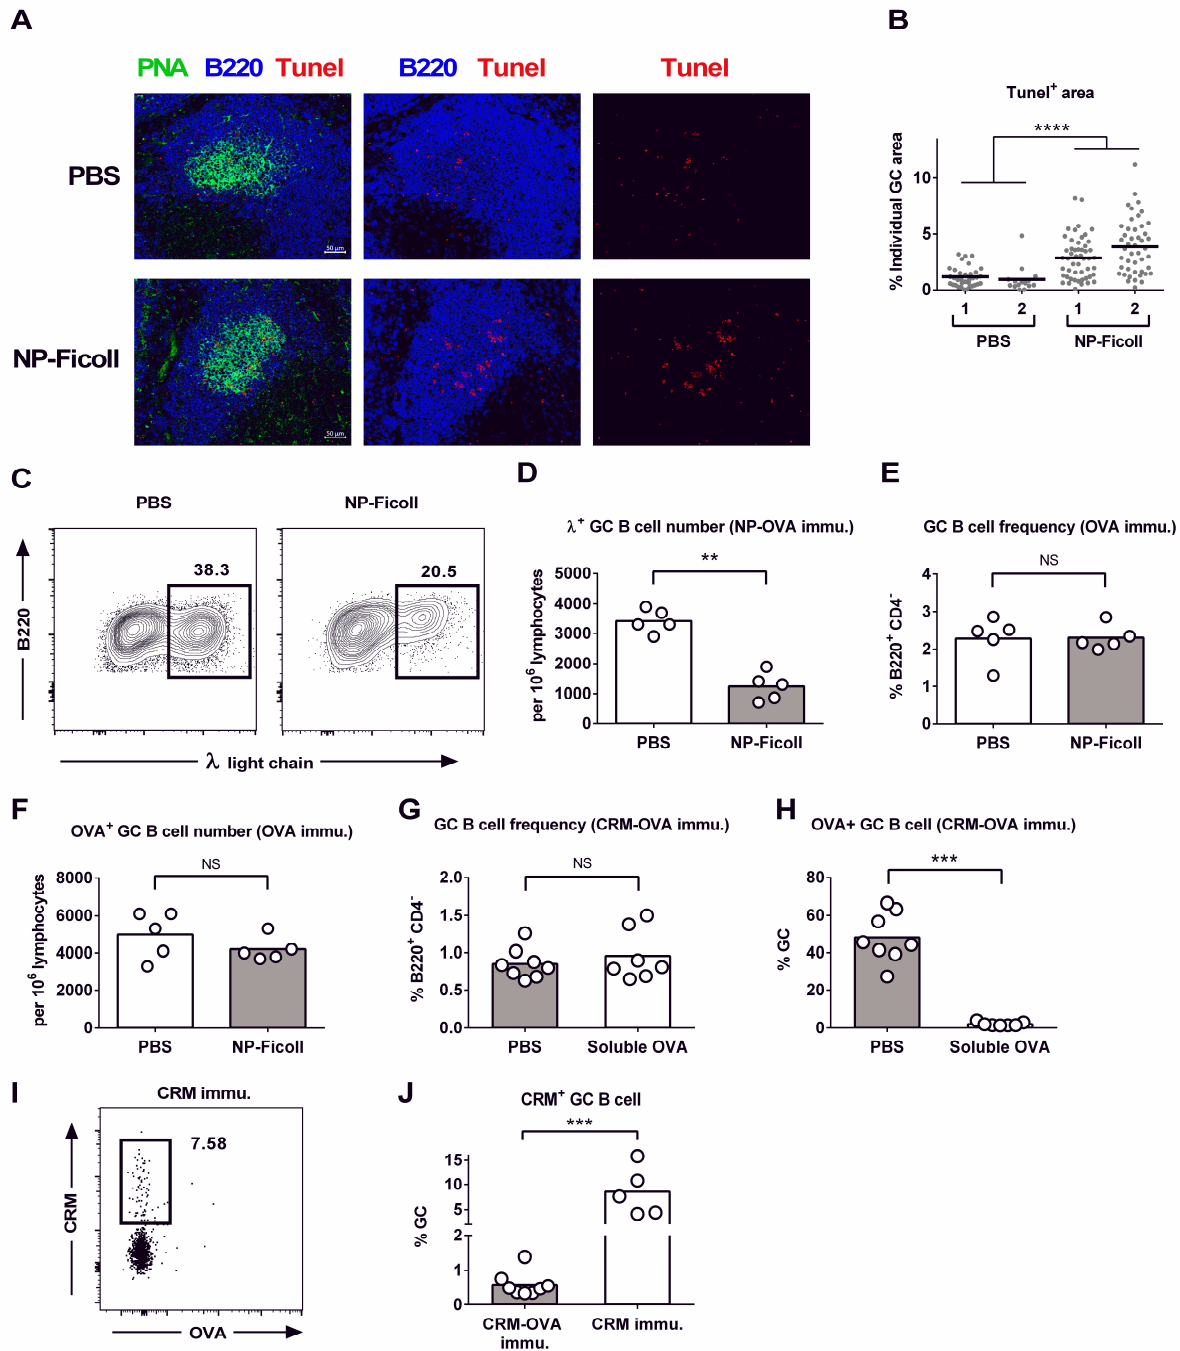 A
PNA B220 Tunel
B220 Tunel
Tunel
PBS
50 µm
NP-Ficoll
50 µm
B
Tunel+ area
****
% Individual GC area
10
5
0
1 2 1 2
PBS NP-Ficoll
C
PBS NP-Ficoll
38.3
20.5
B220
λ light chain
D
λ+ GC B cell number (NP-OVA immu.)
**
per 10^6 lymphocytes
5000
4000
3000
2000
1000
0
PBS NP-Ficoll
E
GC B cell frequency (OVA immu.)
NS
% B220+ CD4-
4
3
2
1
0
PBS NP-Ficoll
F
OVA+ GC B cell number (OVA immu.)
NS
per 10^6 lymphocytes
8000
6000
4000
2000
0
PBS NP-Ficoll
G
GC B cell frequency (CRM-OVA immu.)
NS
% B220+ CD4-
2.0
1.5
1.0
0.5
0.0
PBS Soluble OVA
H
OVA+ GC B cell (CRM-OVA immu.)
***
% GC
80
60
40
20
0
PBS Soluble OVA
I
CRM immu.
7.58
CRM
OVA
J
CRM+ GC B cell
***
% GC
15
10
5
2
1
0
CRM-OVA immu.
CRM immu.